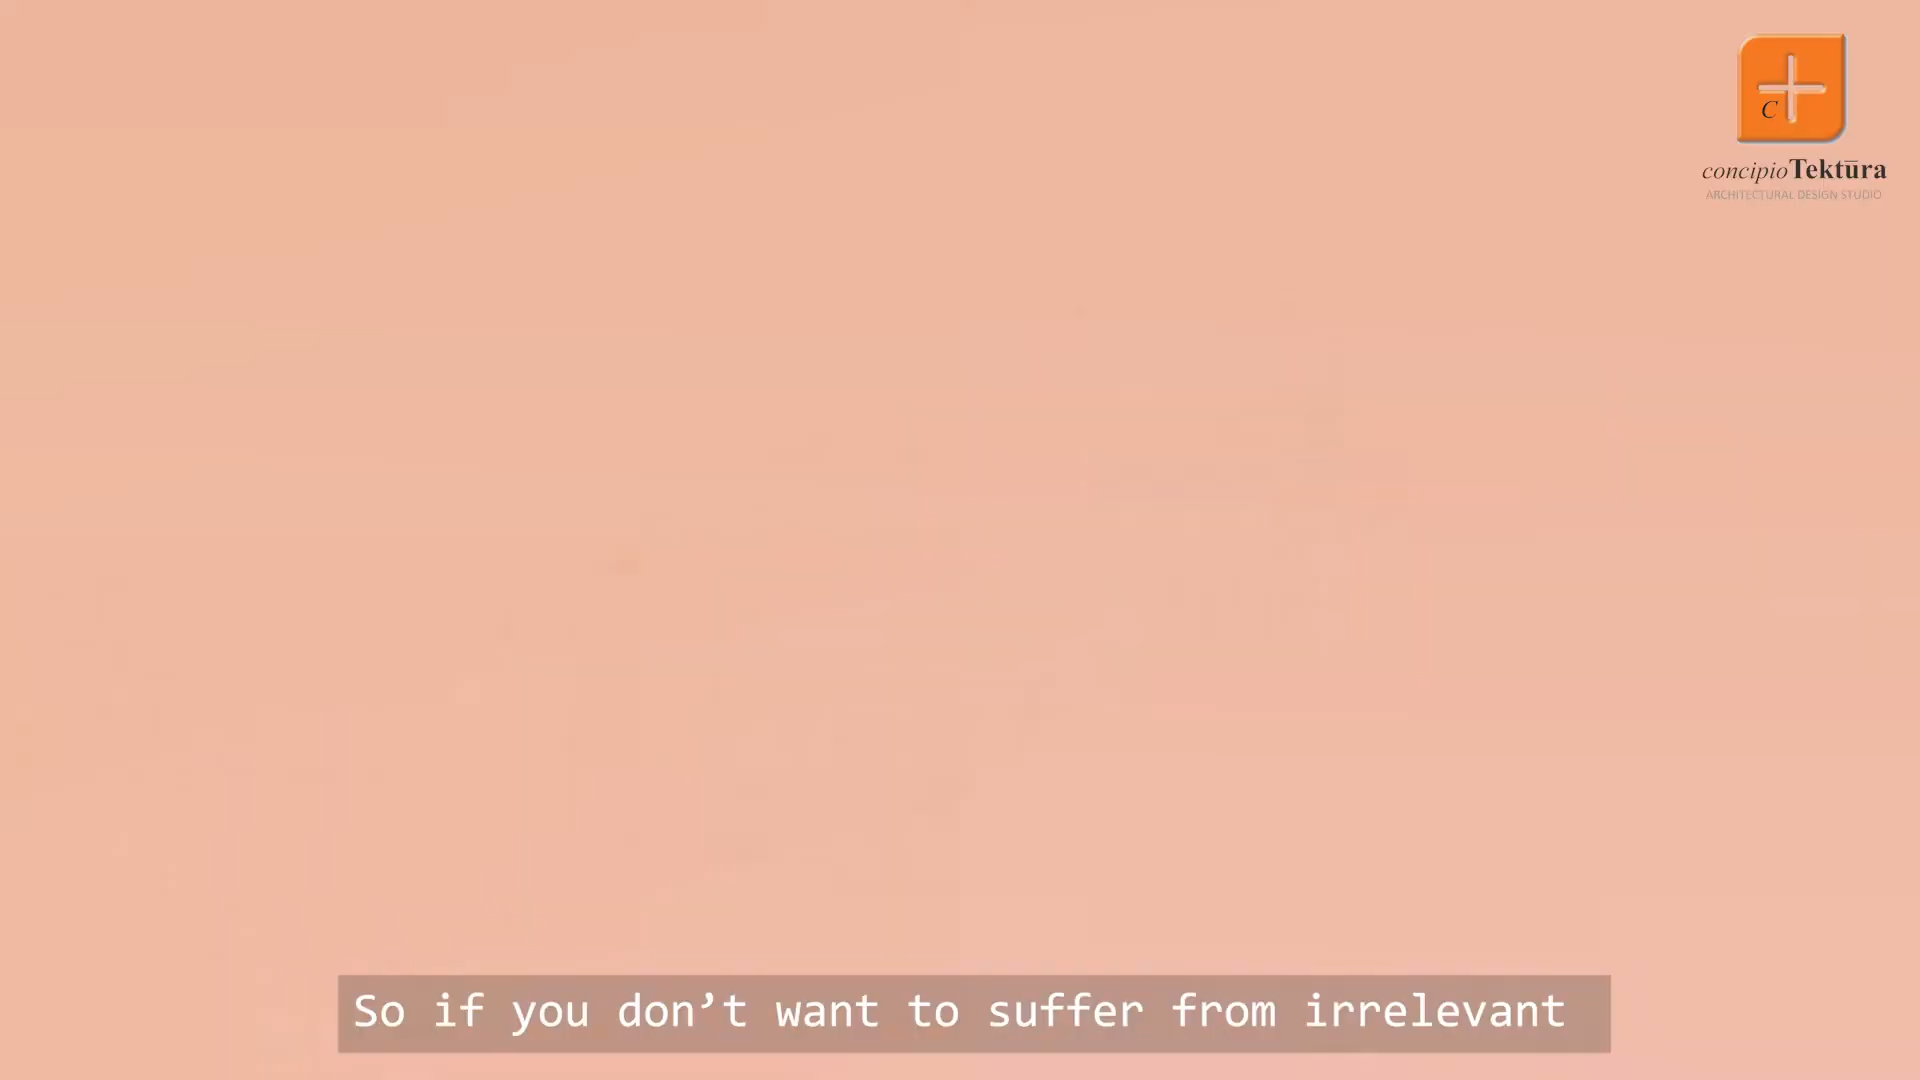 C
concipioTektūra
ARCHITECTURAL DESIGN STUDIO
So if you don’t want to suffer from irrelevant